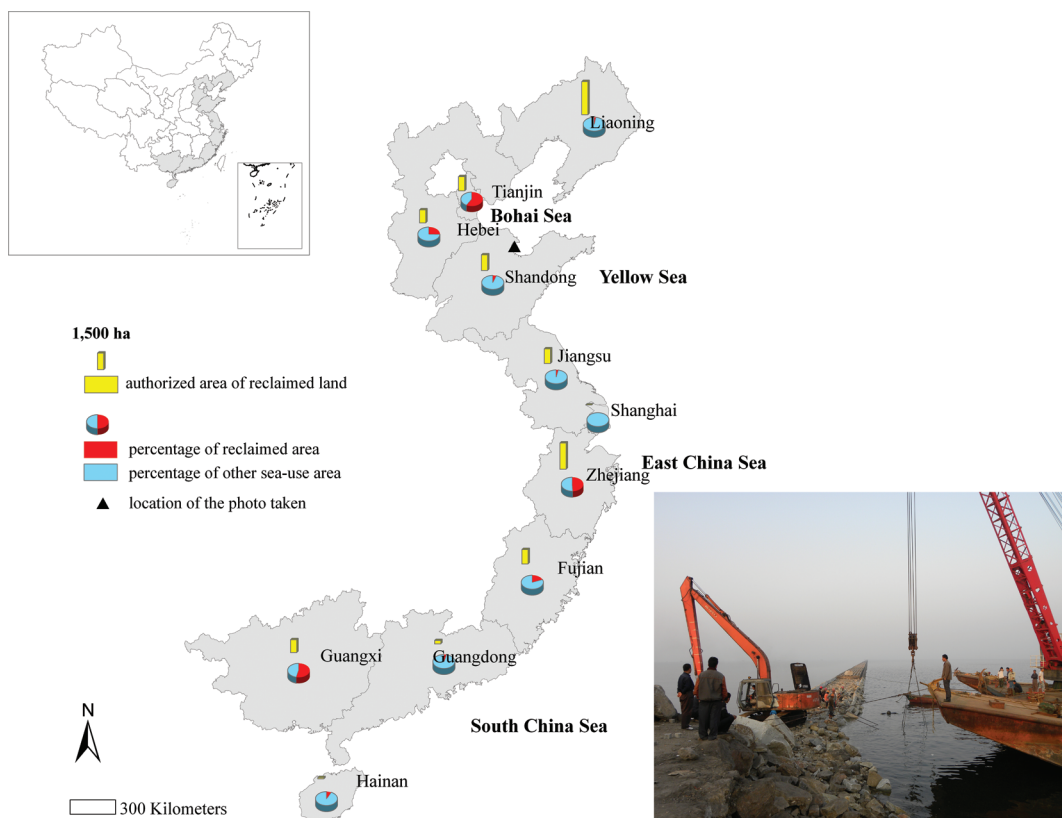 Liaoning
Tianjin
Bohai Sea
Hebei
Shandong
Yellow Sea
1,500 ha
authorized area of reclaimed land
percentage of reclaimed area
percentage of other sea-use area
location of the photo taken
Jiangsu
Shanghai
East China Sea
Zhejiang
Fujian
Guangxi
Guangdong
South China Sea
N
Hainan
300 Kilometers